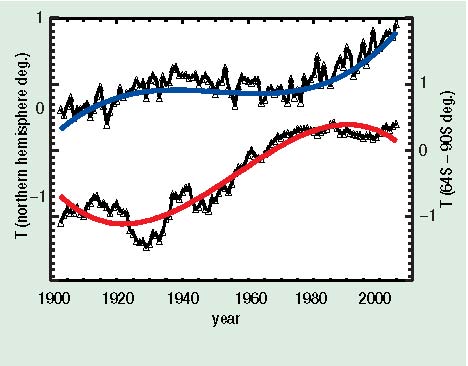 1
0
−1
T (northern hemisphere deg.)
1
0
−1
T (64S − 90S deg.)
1900 1920 1940 1960 1980 2000
year